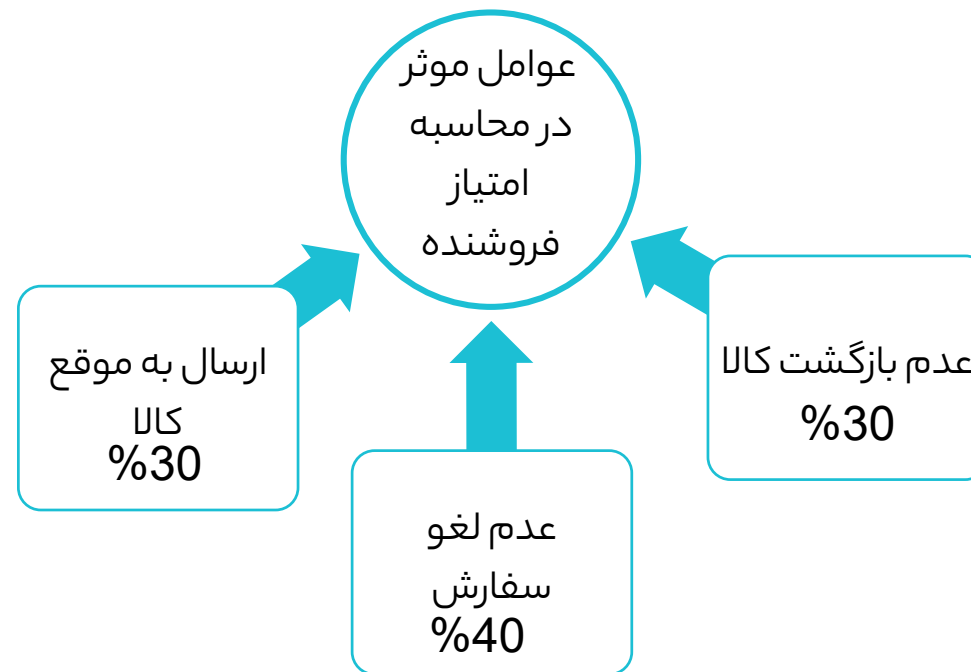 عوامل موثر
در محاسبه
امتیاز
فروشنده
عدم بازگشت کالا
%30
ارسال به موقع
کالا
%30
عدم لغو
سفارش
%40